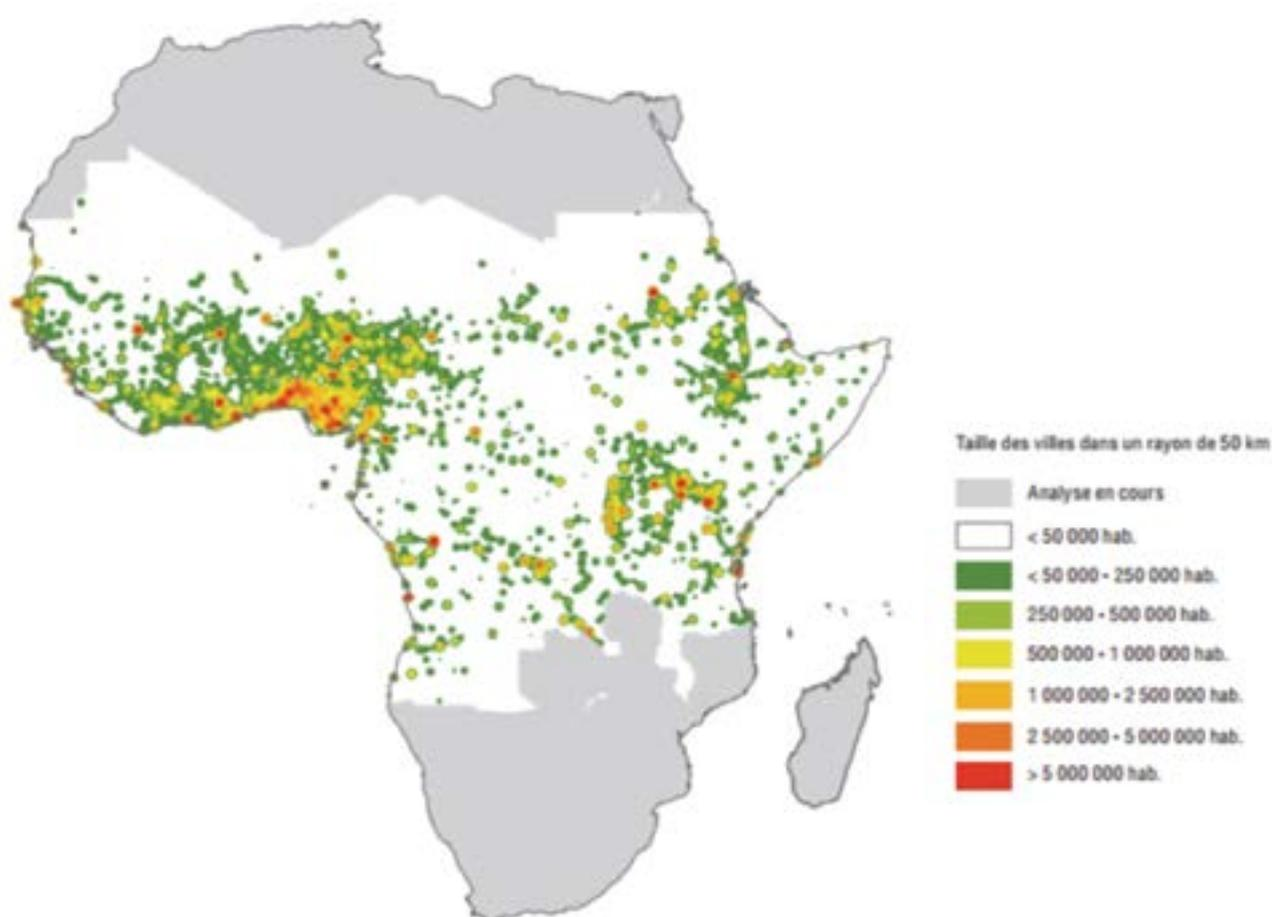 Taille des villes dans un rayon de 50 km
Analyse en cours
< 50 000 hab.
< 50 000 - 250 000 hab.
250 000 - 500 000 hab.
500 000 - 1 000 000 hab.
1 000 000 - 2 500 000 hab.
2 500 000 - 5 000 000 hab.
> 5 000 000 hab.